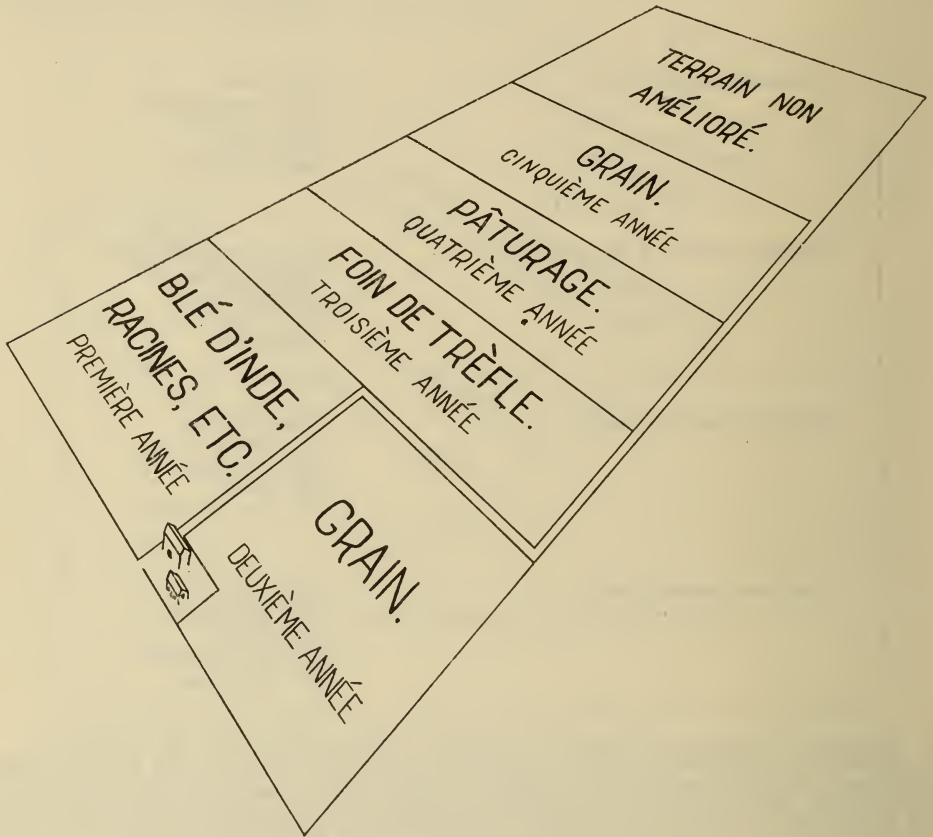 TERRAIN NON
AMÉLIORÉ.
GRAIN.
CINQUIÈME ANNÉE
PÂTURAGE.
QUATRIÈME ANNÉE
FOIN DE TRÈFLE.
TROISIÈME ANNÉE
BLÉ D'INDE,
RACINES, ETC.
PREMIÈRE ANNÉE
GRAIN.
DEUXIÈME ANNÉE